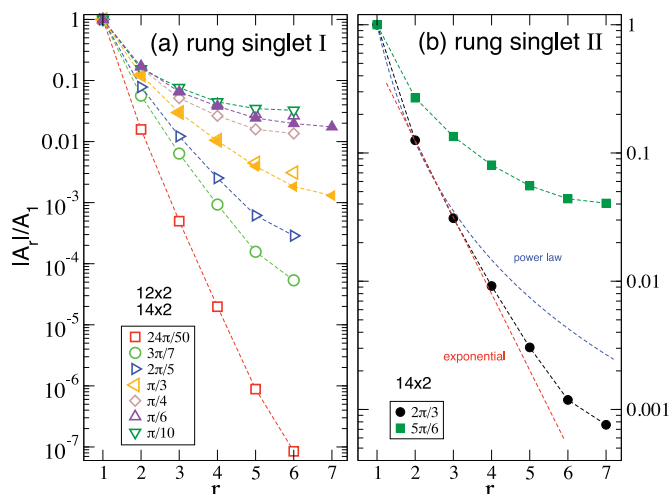 (a) rung singlet I
(b) rung singlet II
|A_r|/A_1
1
0.1
0.01
10^-3
10^-4
10^-5
10^-6
10^-7
12x2
14x2
24π/50
3π/7
2π/5
π/3
π/4
π/6
π/10
1 2 3 4 5 6 7
r
power law
exponential
14x2
2π/3
5π/6
1
0.1
0.01
0.001
1 2 3 4 5 6 7
r